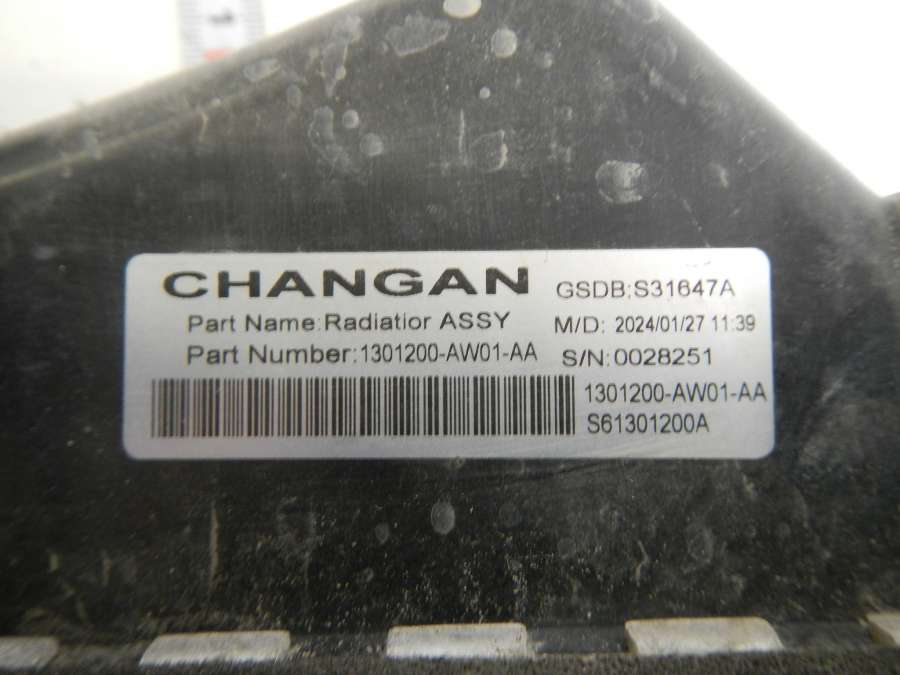 CHANGAN
GSDB:S31647A
Part Name:Radiatior ASSY
M/D: 2024/01/27 11:39
Part Number:1301200-AW01-AA
S/N:0028251
1301200-AW01-AA
S61301200A
1